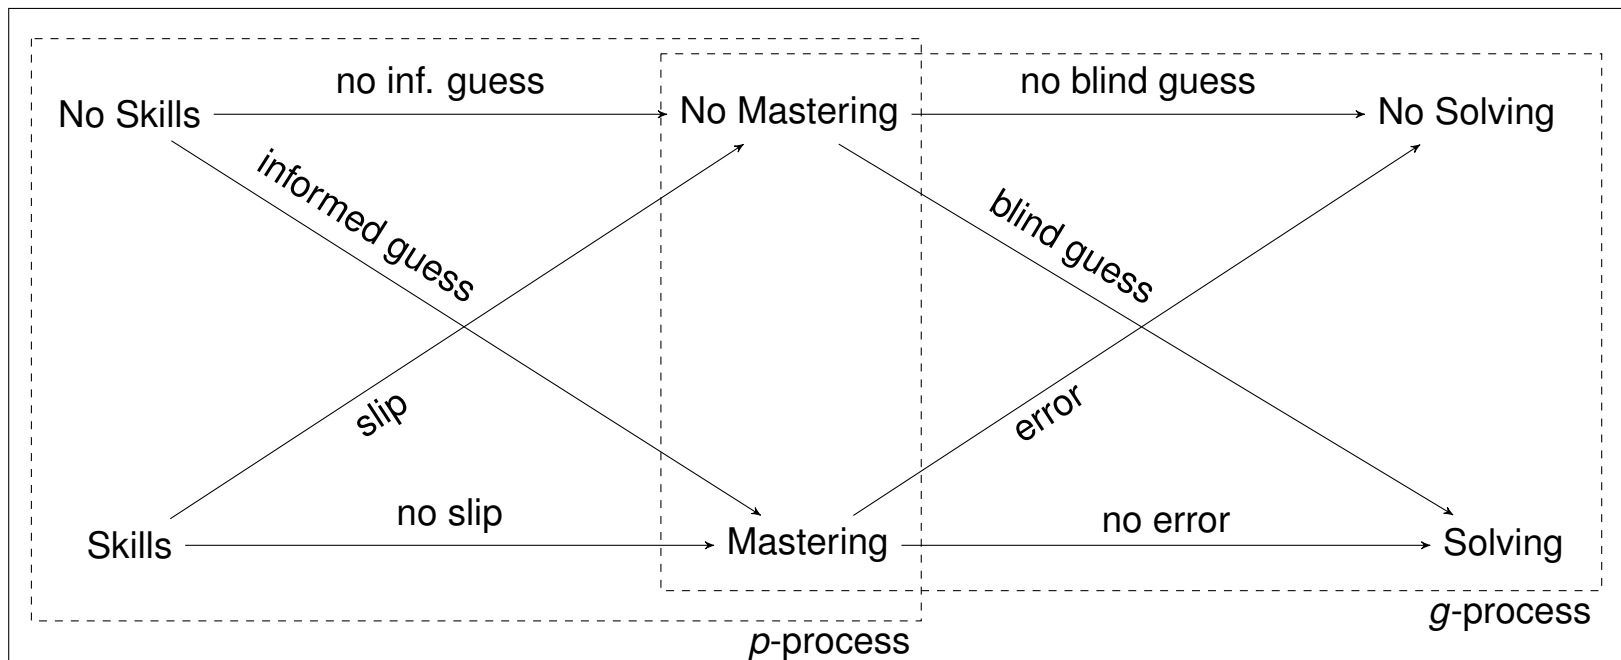 no inf. guess
no blind guess
No Skills
No Mastering
No Solving
informed guess
blind guess
slip
error
no slip
no error
Skills
Mastering
Solving
g-process
p-process